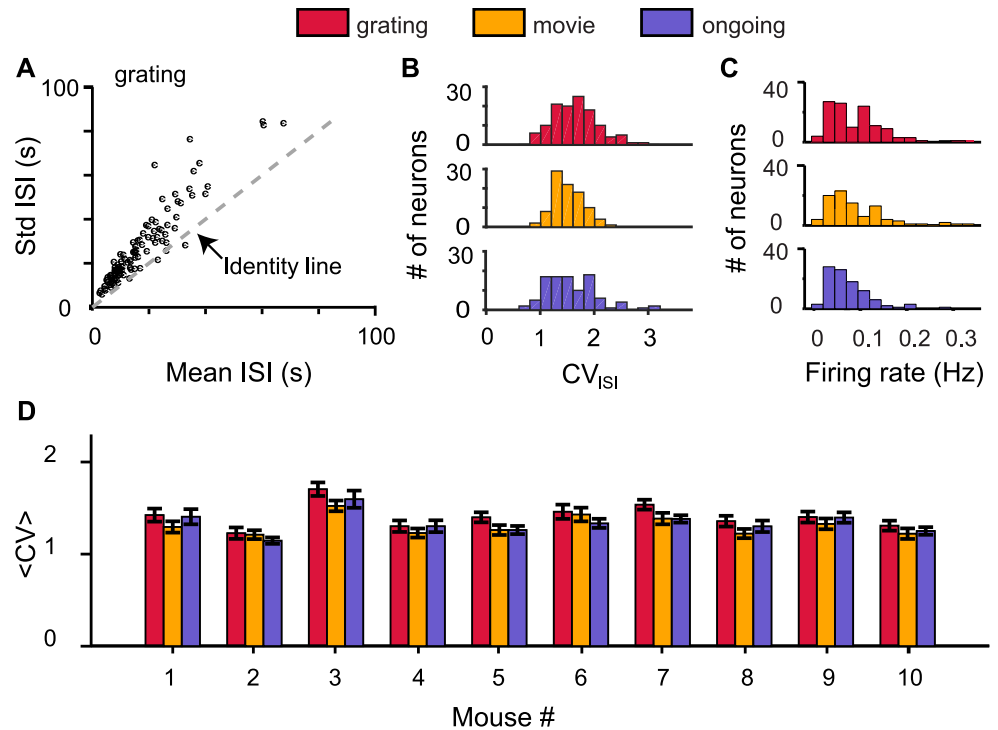 grating movie ongoing
A
grating
100
0
0 100
Std ISI (s)
Mean ISI (s)
Identity line
B
30
0
30
0
30
0
0 1 2 3
# of neurons
CV_ISI
C
40
0
40
0
40
0
0 0.1 0.2 0.3
# of neurons
Firing rate (Hz)
D
2
1
0
<CV>
1 2 3 4 5 6 7 8 9 10
Mouse #